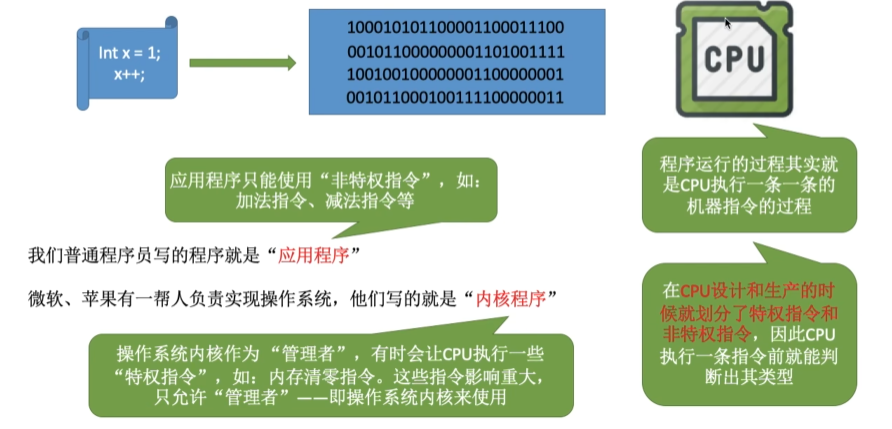 Int x = 1;
x++;
1000101011000011000​11100
001011000000001101001111
100100100000001100000001
001011000100111100000011
CPU
应用程序只能使用“非特权指令”，如：
加法指令、减法指令等
程序运行的过程其实就
是CPU执行一条一条的
机器指令的过程
我们普通程序员写的程序就是“应用程序”
微软、苹果有一帮人负责实现操作系统，他们写的就是“内核程序”
在CPU设计和生产的时
候就划分了特权指令和
非特权指令，因此CPU
执行一条指令前就能判
断出其类型
操作系统内核作为 “管理者”，有时会让CPU执行一些
“特权指令”，如：内存清零指令。这些指令影响重大，
只允许“管理者”——即操作系统内核来使用